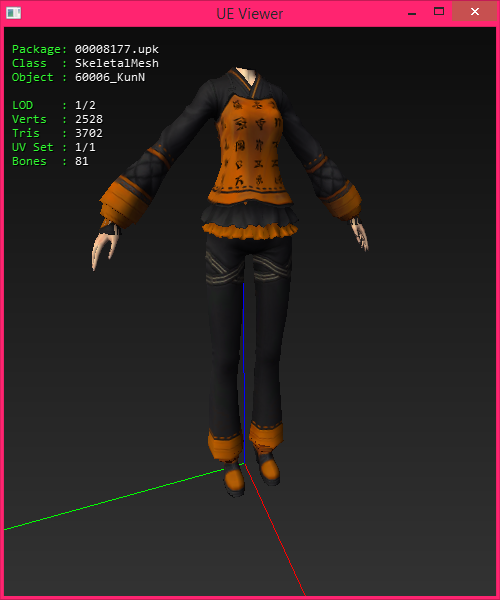 UE Viewer
Package: 00008177.upk
Class  : SkeletalMesh
Object : 60006_KunN
LOD    : 1/2
Verts  : 2528
Tris   : 3702
UV Set : 1/1
Bones  : 81